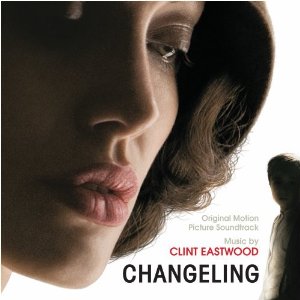 Original Motion
Picture Soundtrack
Music by
CLINT EASTWOOD
CHANGELING